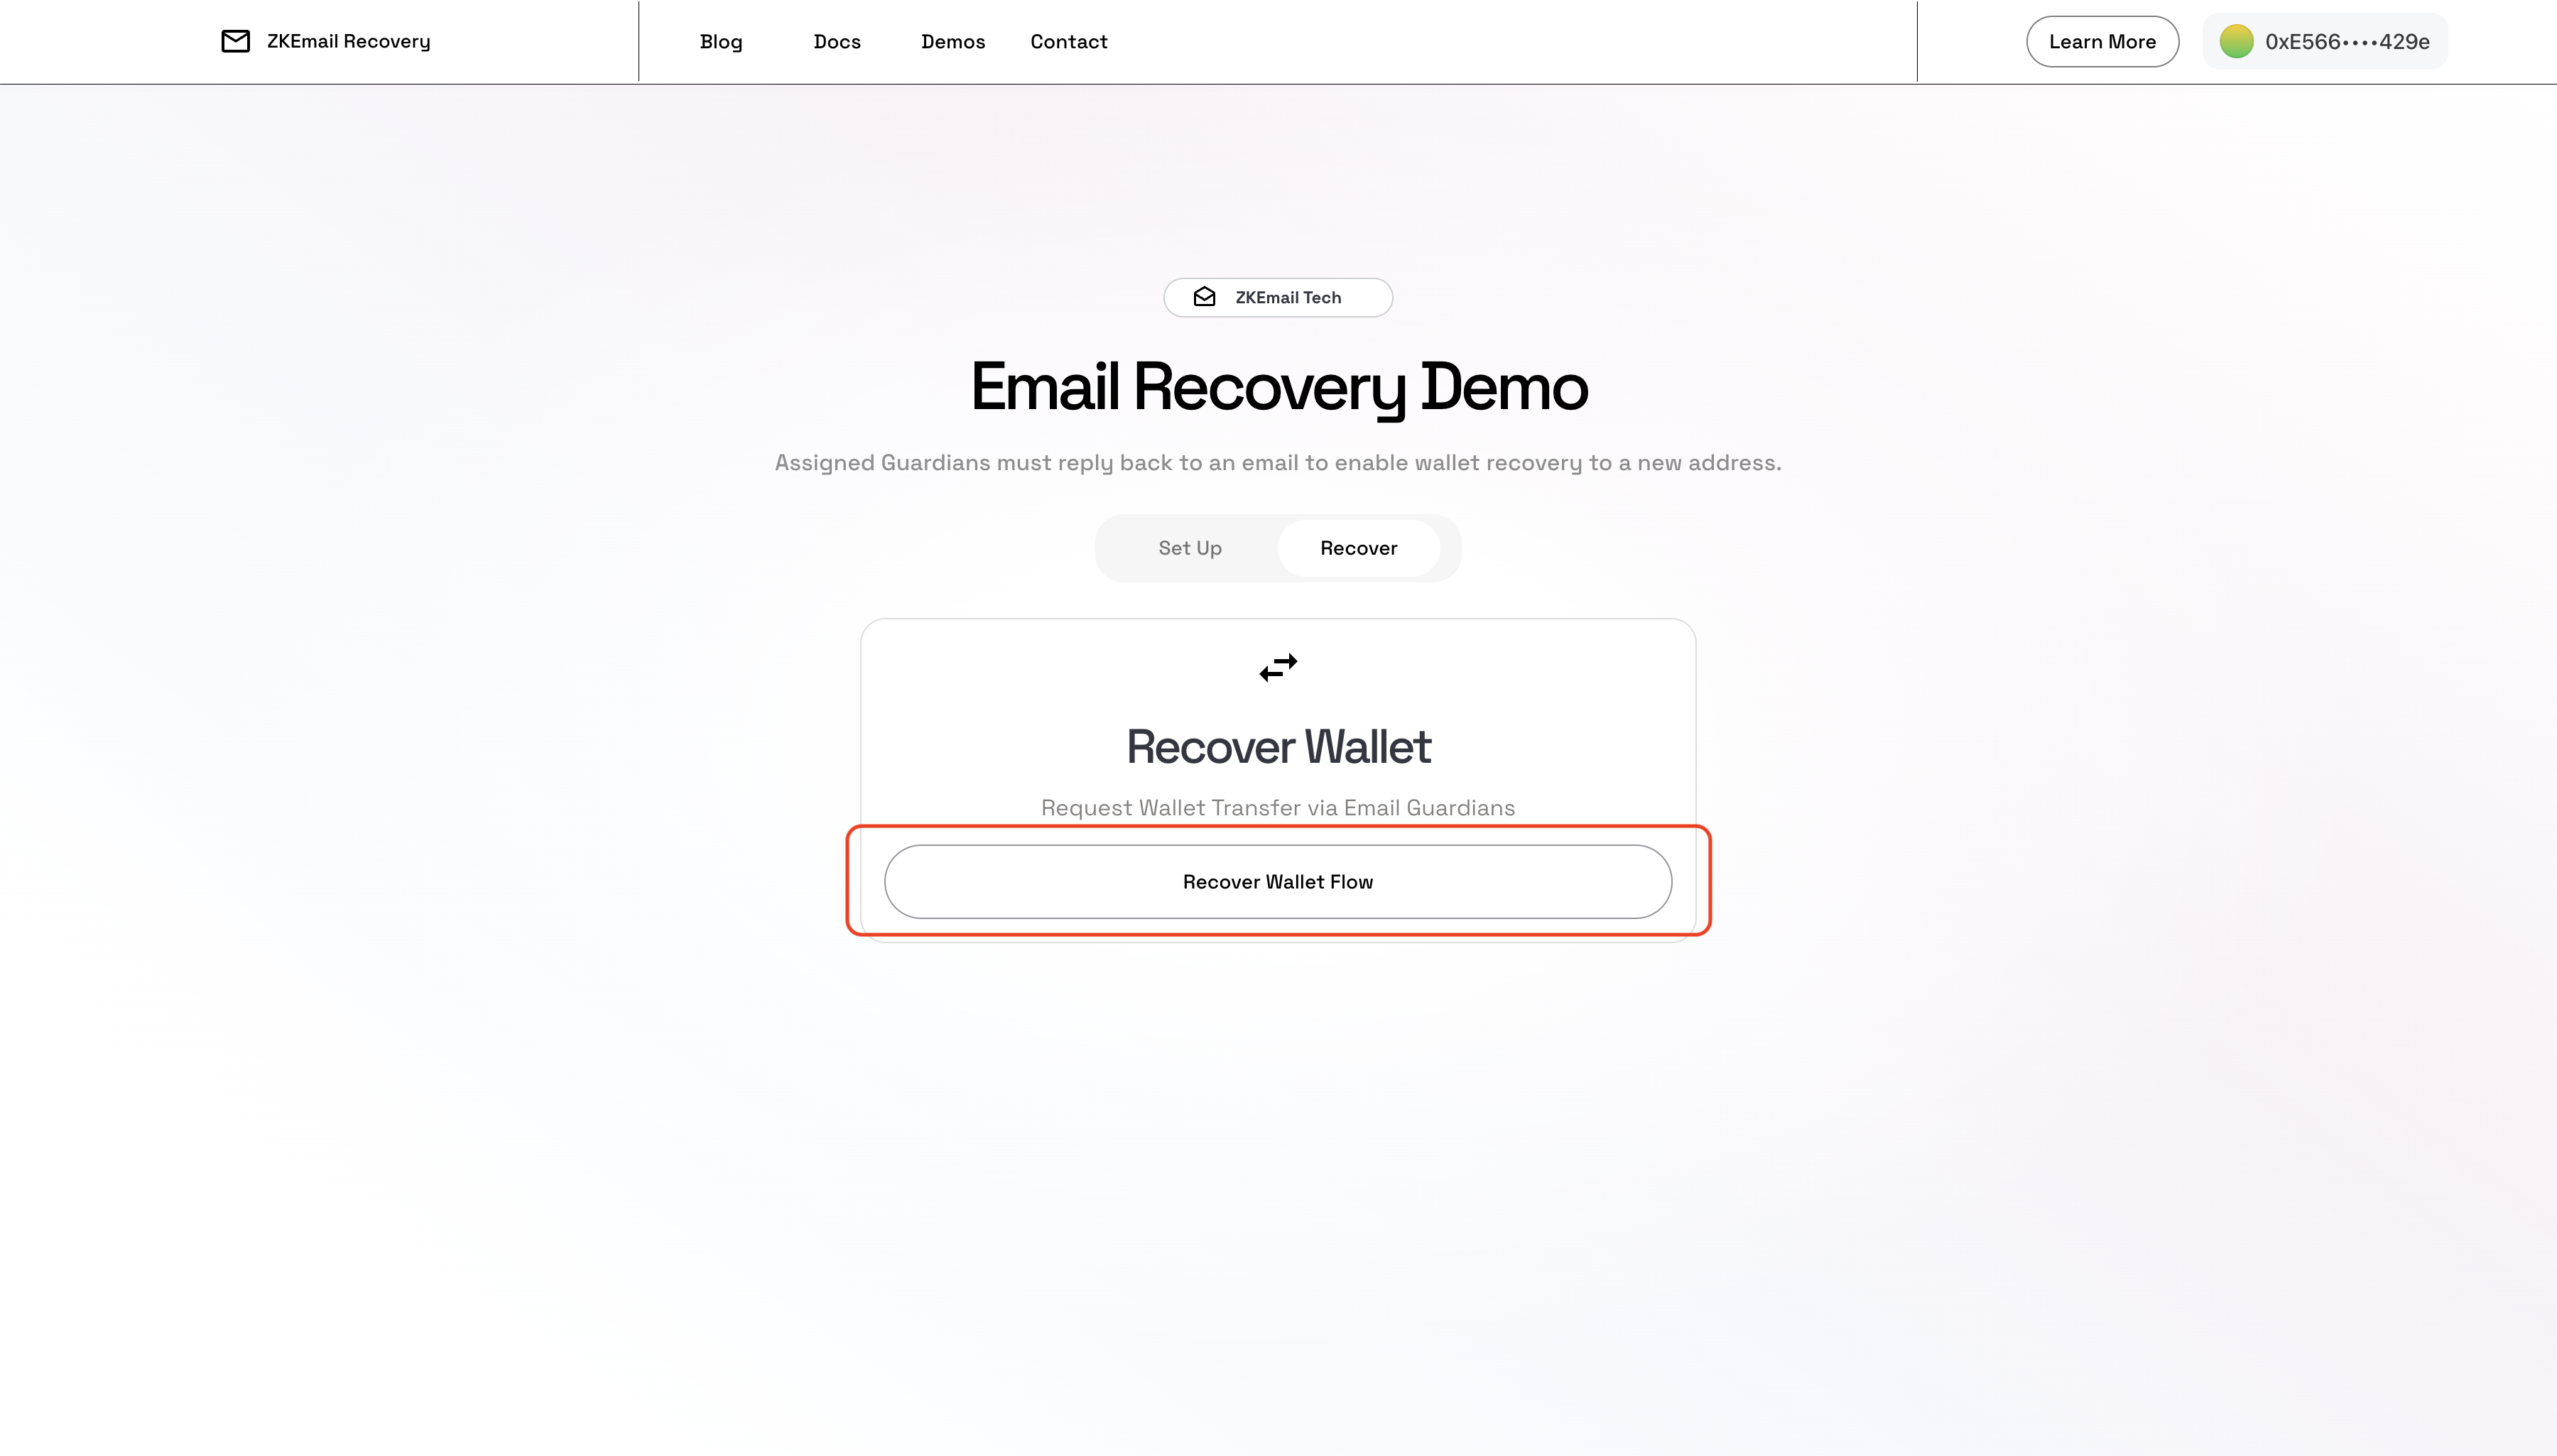 ZKEmail Recovery
Blog
Docs
Demos
Contact
Learn More
0xE566••••429e
ZKEmail Tech
Email Recovery Demo
Assigned Guardians must reply back to an email to enable wallet recovery to a new address.
Set Up
Recover
Recover Wallet
Request Wallet Transfer via Email Guardians
Recover Wallet Flow